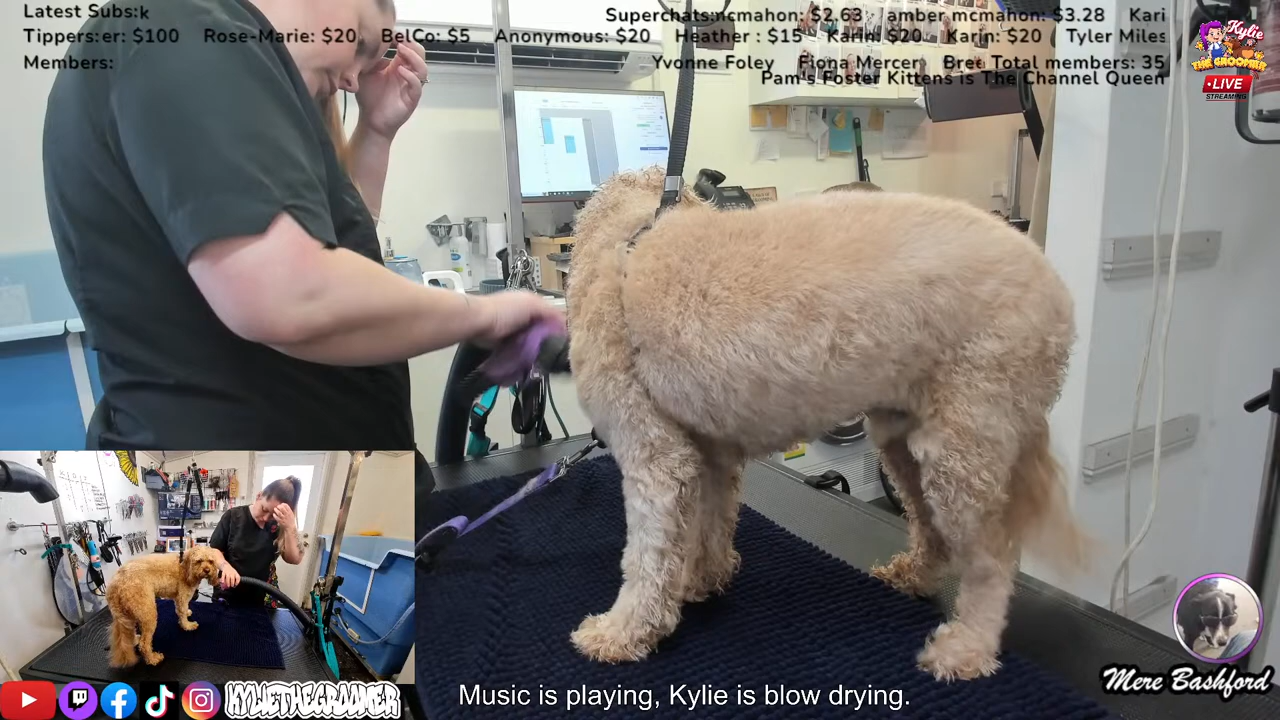 Latest Subs:k
Superchats:ncmahon: $2.63 amber mcmahon: $3.28 Kari
Tippers:er: $100 Rose-Marie: $20 BelCo: $5 Anonymous: $20 Heather : $15 Karin: $20 Karin: $20 Tyler Miles
Members:
Yvonne Foley Fiona Mercer Bree Total members: 35
Pam's Foster Kittens is The Channel Queen
Kylie
THE GROOMER
LIVE
STREAMING
Mere Bashford
KYLIETHEGROOMER
Music is playing, Kylie is blow drying.